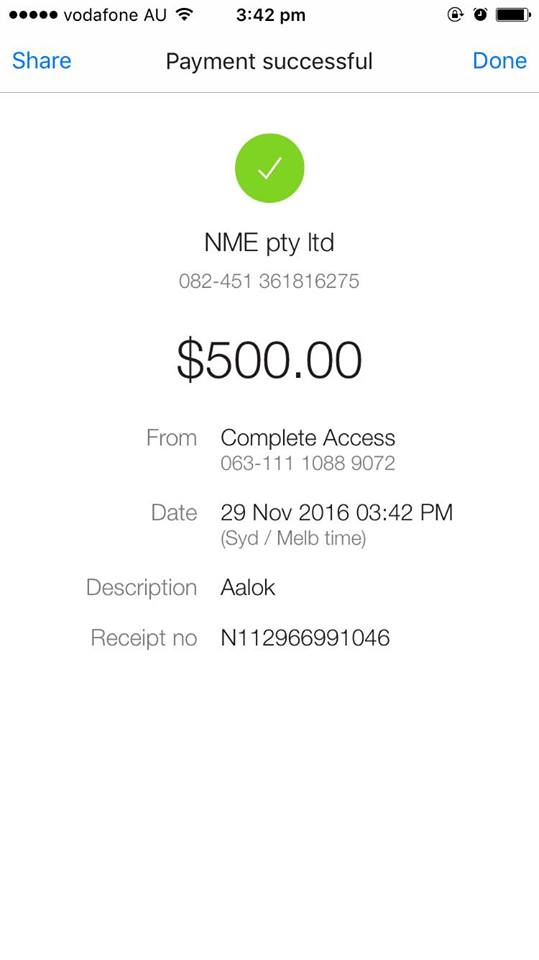 vodafone AU 3:42 pm
Share Payment successful Done
NME pty ltd
082-451 361816275
$500.00
From Complete Access
063-111 1088 9072
Date 29 Nov 2016 03:42 PM
(Syd / Melb time)
Description Aalok
Receipt no N112966991046